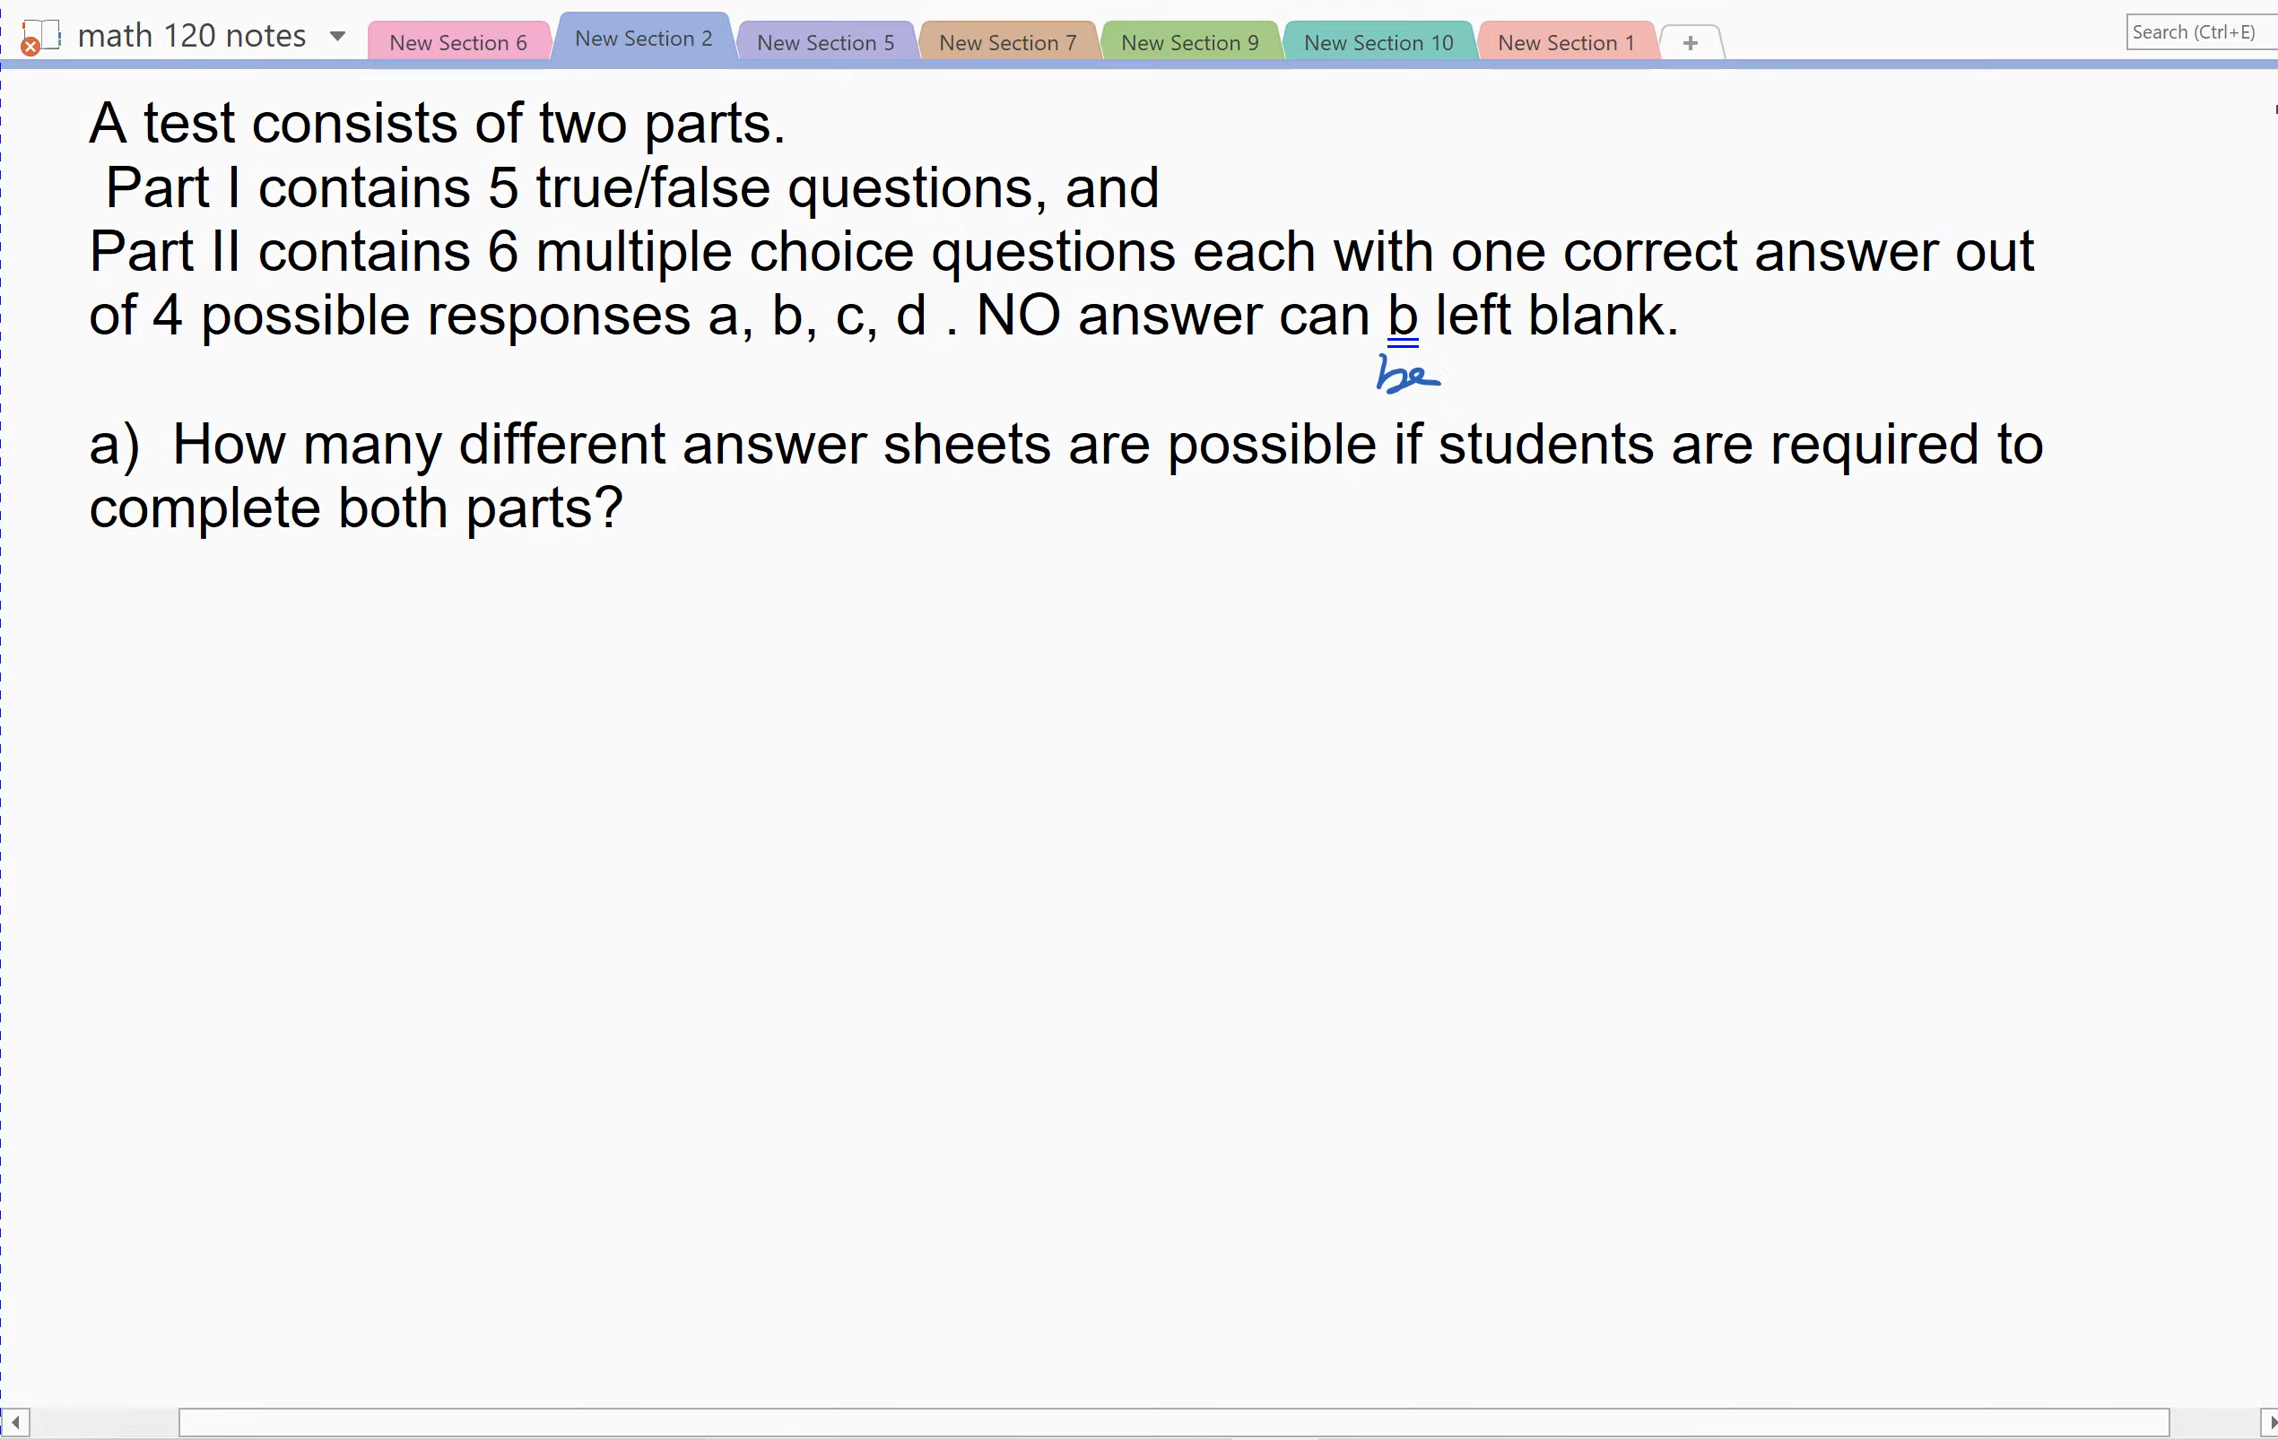 math 120 notes New Section 6 New Section 2 New Section 5 New Section 7 New Section 9 New Section 10 New Section 1 + Search (Ctrl+E)
A test consists of two parts.
Part I contains 5 true/false questions, and
Part II contains 6 multiple choice questions each with one correct answer out
of 4 possible responses a, b, c, d . NO answer can b left blank.
be
a) How many different answer sheets are possible if students are required to
complete both parts?